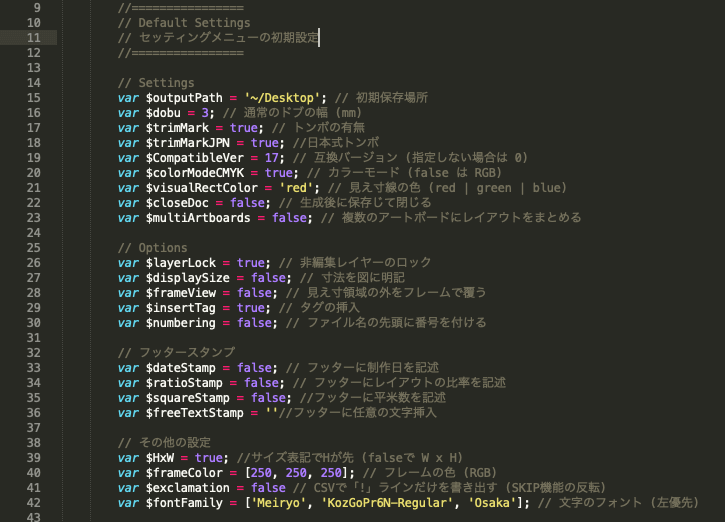 9 //===============
10 // Default Settings
11 // セッティングメニューの初期設定
12 //===============
13
14 // Settings
15 var $outputPath = '~/Desktop'; // 初期保存場所
16 var $dobu = 3; // 通常のドブの幅 (mm)
17 var $trimMark = true; // トンボの有無
18 var $trimMarkJPN = true; //日本式トンボ
19 var $CompatibleVer = 17; // 互換バージョン (指定しない場合は 0)
20 var $colorModeCMYK = true; // カラーモード (false は RGB)
21 var $visualRectColor = 'red'; // 見え寸線の色 (red | green | blue)
22 var $closeDoc = false; // 生成後に保存じて閉じる
23 var $multiArtboards = false; // 複数のアートボードにレイアウトをまとめる
24
25 // Options
26 var $layerLock = true; // 非編集レイヤーのロック
27 var $displaySize = false; // 寸法を図に明記
28 var $frameView = false; // 見え寸領域の外をフレームで覆う
29 var $insertTag = true; // タグの挿入
30 var $numbering = false; // ファイル名の先頭に番号を付ける
31
32 // フッタースタンプ
33 var $dateStamp = false; // フッターに制作日を記述
34 var $ratioStamp = false; // フッターにレイアウトの比率を記述
35 var $squareStamp = false; //フッターに平米数を記述
36 var $freeTextStamp = ''//フッターに任意の文字挿入
37
38 // その他の設定
39 var $HxW = true; //サイズ表記でHが先 (falseで W x H)
40 var $frameColor = [250, 250, 250]; // フレームの色 (RGB)
41 var $exclamation = false // CSVで「!」ラインだけを書き出す (SKIP機能の反転)
42 var $fontFamily = ['Meiryo', 'KozGoPr6N-Regular', 'Osaka']; // 文字のフォント (左優先)
43